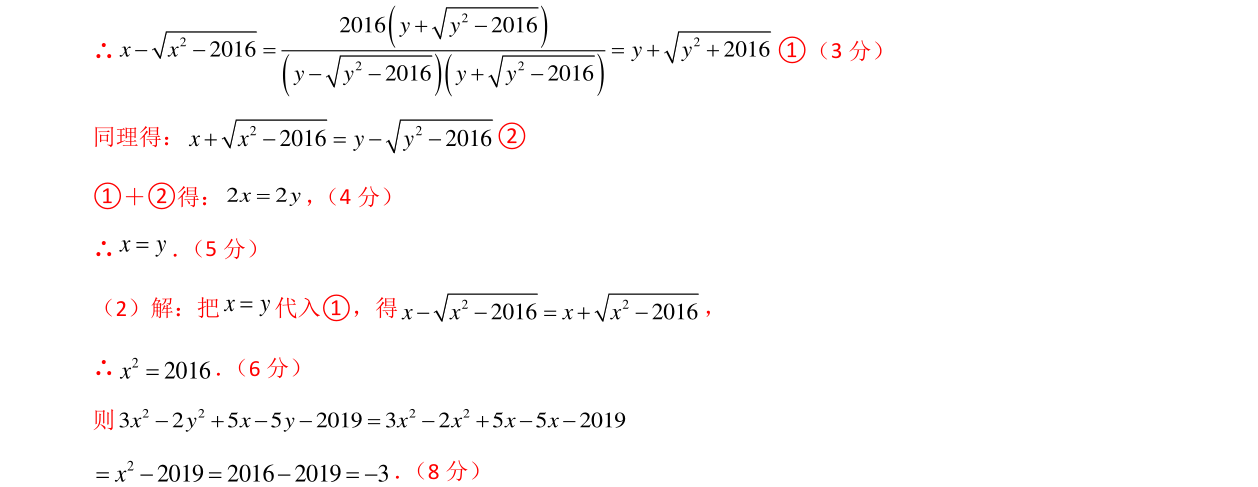 ∴ x−√(x²−2016) = 2016(y+√(y²−2016)) / ((y−√(y²−2016))(y+√(y²−2016))) = y+√(y²+2016) ①（3 分）
同理得：x+√(x²−2016) = y−√(y²−2016) ②
①＋②得：2x = 2y，（4 分）
∴ x = y．（5 分）
（2）解：把 x = y 代入①，得 x−√(x²−2016) = x+√(x²−2016)，
∴ x² = 2016．（6 分）
则 3x²−2y²+5x−5y−2019 = 3x²−2x²+5x−5x−2019
= x²−2019 = 2016−2019 = −3．（8 分）